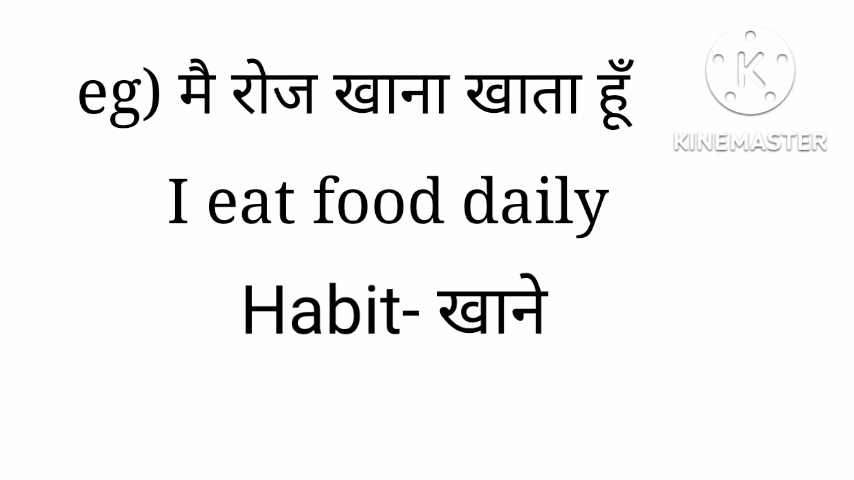 eg) मै रोज खाना खाता हूँ
KINEMASTER
I eat food daily
Habit- खाने